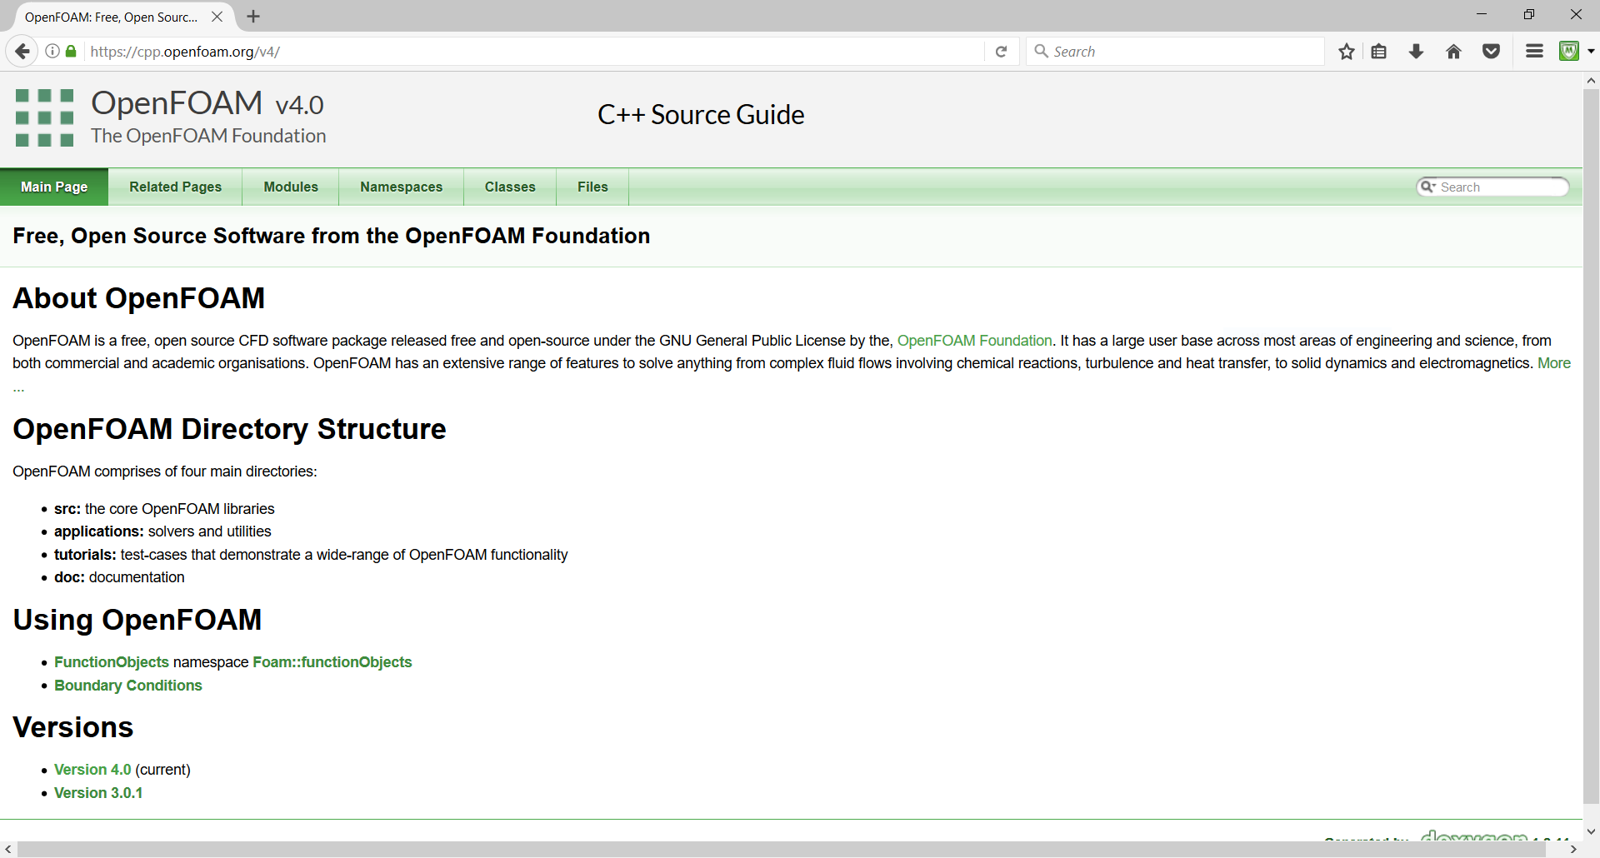 OpenFOAM: Free, Open Sourc...
https://cpp.openfoam.org/v4/
Search
OpenFOAM v4.0
The OpenFOAM Foundation
C++ Source Guide
Main Page
Related Pages
Modules
Namespaces
Classes
Files
Search
Free, Open Source Software from the OpenFOAM Foundation
About OpenFOAM
OpenFOAM is a free, open source CFD software package released free and open-source under the GNU General Public License by the, OpenFOAM Foundation. It has a large user base across most areas of engineering and science, from
both commercial and academic organisations. OpenFOAM has an extensive range of features to solve anything from complex fluid flows involving chemical reactions, turbulence and heat transfer, to solid dynamics and electromagnetics. More
...
OpenFOAM Directory Structure
OpenFOAM comprises of four main directories:
• src: the core OpenFOAM libraries
• applications: solvers and utilities
• tutorials: test-cases that demonstrate a wide-range of OpenFOAM functionality
• doc: documentation
Using OpenFOAM
• FunctionObjects namespace Foam::functionObjects
• Boundary Conditions
Versions
• Version 4.0 (current)
• Version 3.0.1
Generated by doxygen